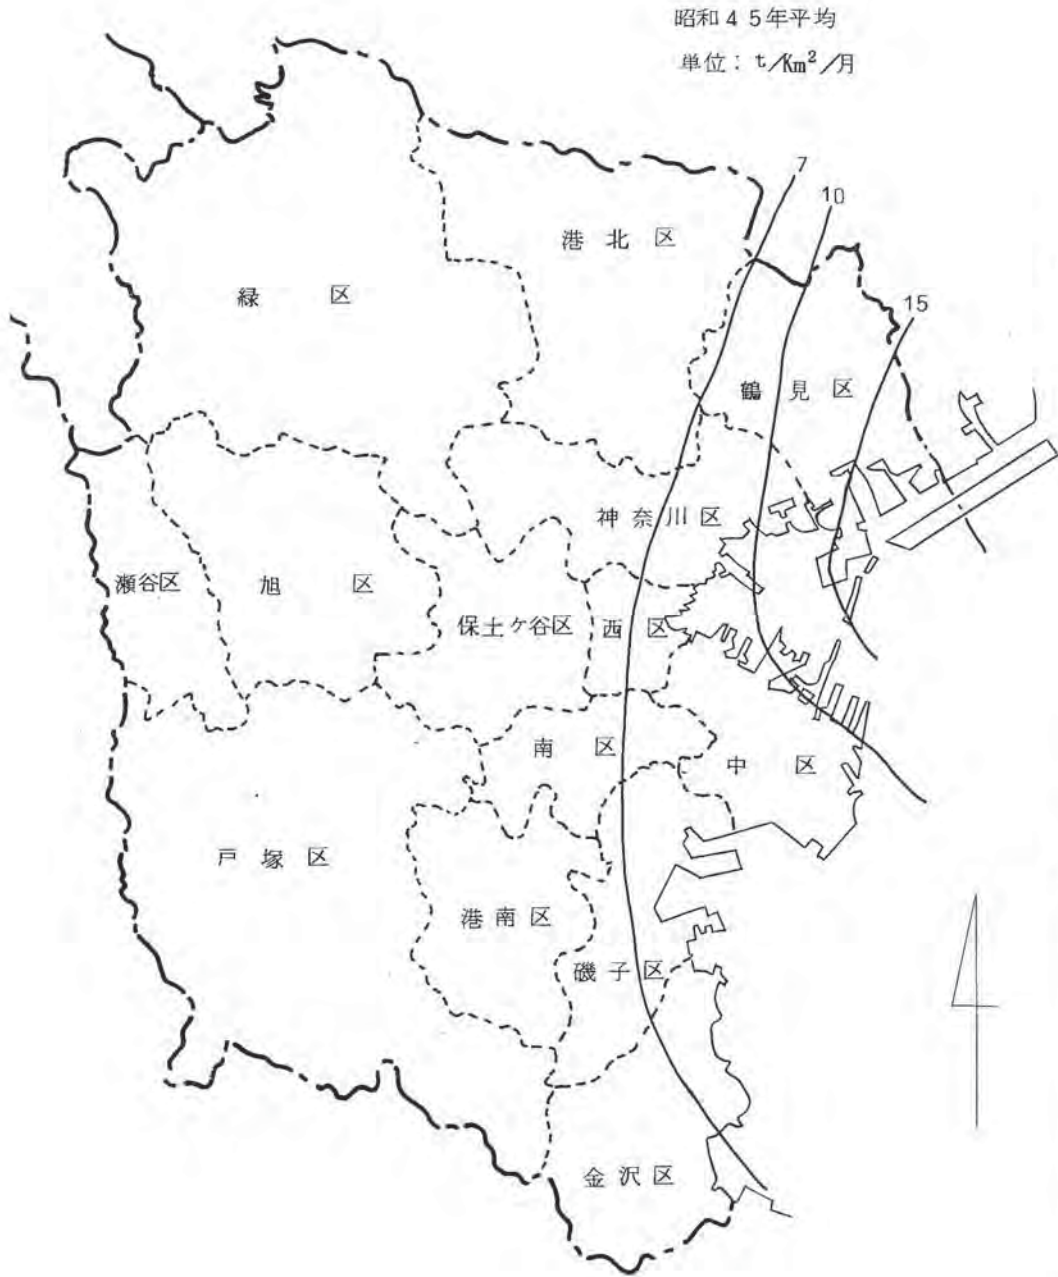 昭和45年平均
単位：t／Km²／月
7
10
港北区
緑区
15
鶴見区
神奈川区
瀬谷区
旭区
保土ヶ谷区
西区
南区
中区
戸塚区
港南区
磯子区
金沢区